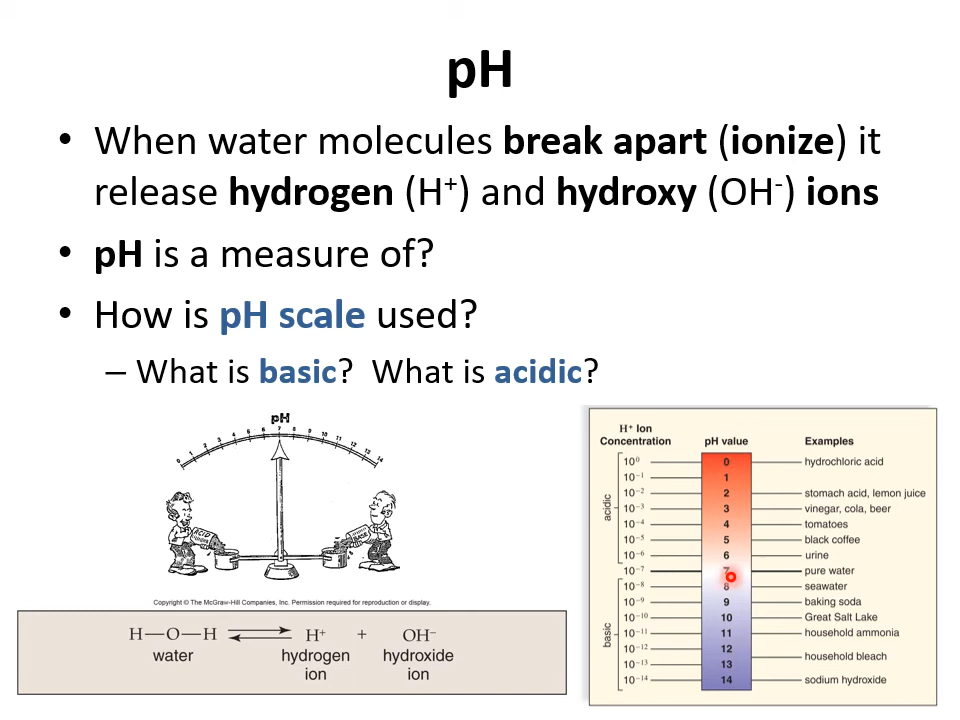 pH
• When water molecules break apart (ionize) it
release hydrogen (H⁺) and hydroxy (OH⁻) ions
• pH is a measure of?
• How is pH scale used?
– What is basic? What is acidic?
pH
0 1 2 3 4 5 6 7 8 9 10 11 12 13 14
ACID
BASE
Copyright © The McGraw-Hill Companies, Inc. Permission required for reproduction or display.
H—O—H H⁺ + OH⁻
water hydrogen hydroxide
ion ion
H⁺ Ion
Concentration pH value Examples
acidic
10⁰ 0 hydrochloric acid
10⁻¹ 1
10⁻² 2 stomach acid, lemon juice
10⁻³ 3 vinegar, cola, beer
10⁻⁴ 4 tomatoes
10⁻⁵ 5 black coffee
10⁻⁶ 6 urine
10⁻⁷ 7 pure water
basic
10⁻⁸ 8 seawater
10⁻⁹ 9 baking soda
10⁻¹⁰ 10 Great Salt Lake
10⁻¹¹ 11 household ammonia
10⁻¹² 12
household bleach
10⁻¹³ 13
10⁻¹⁴ 14 sodium hydroxide